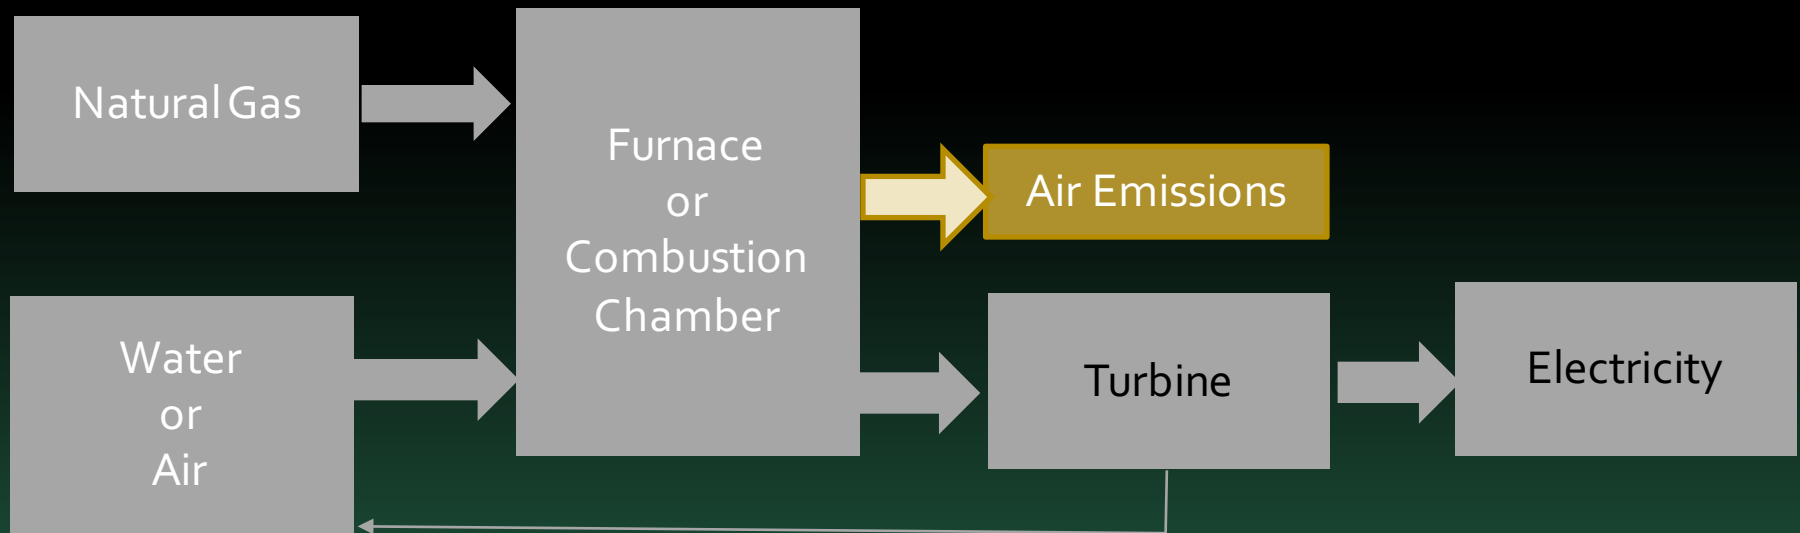 Natural Gas
Furnace
or
Combustion
Chamber
Air Emissions
Water
or
Air
Turbine
Electricity